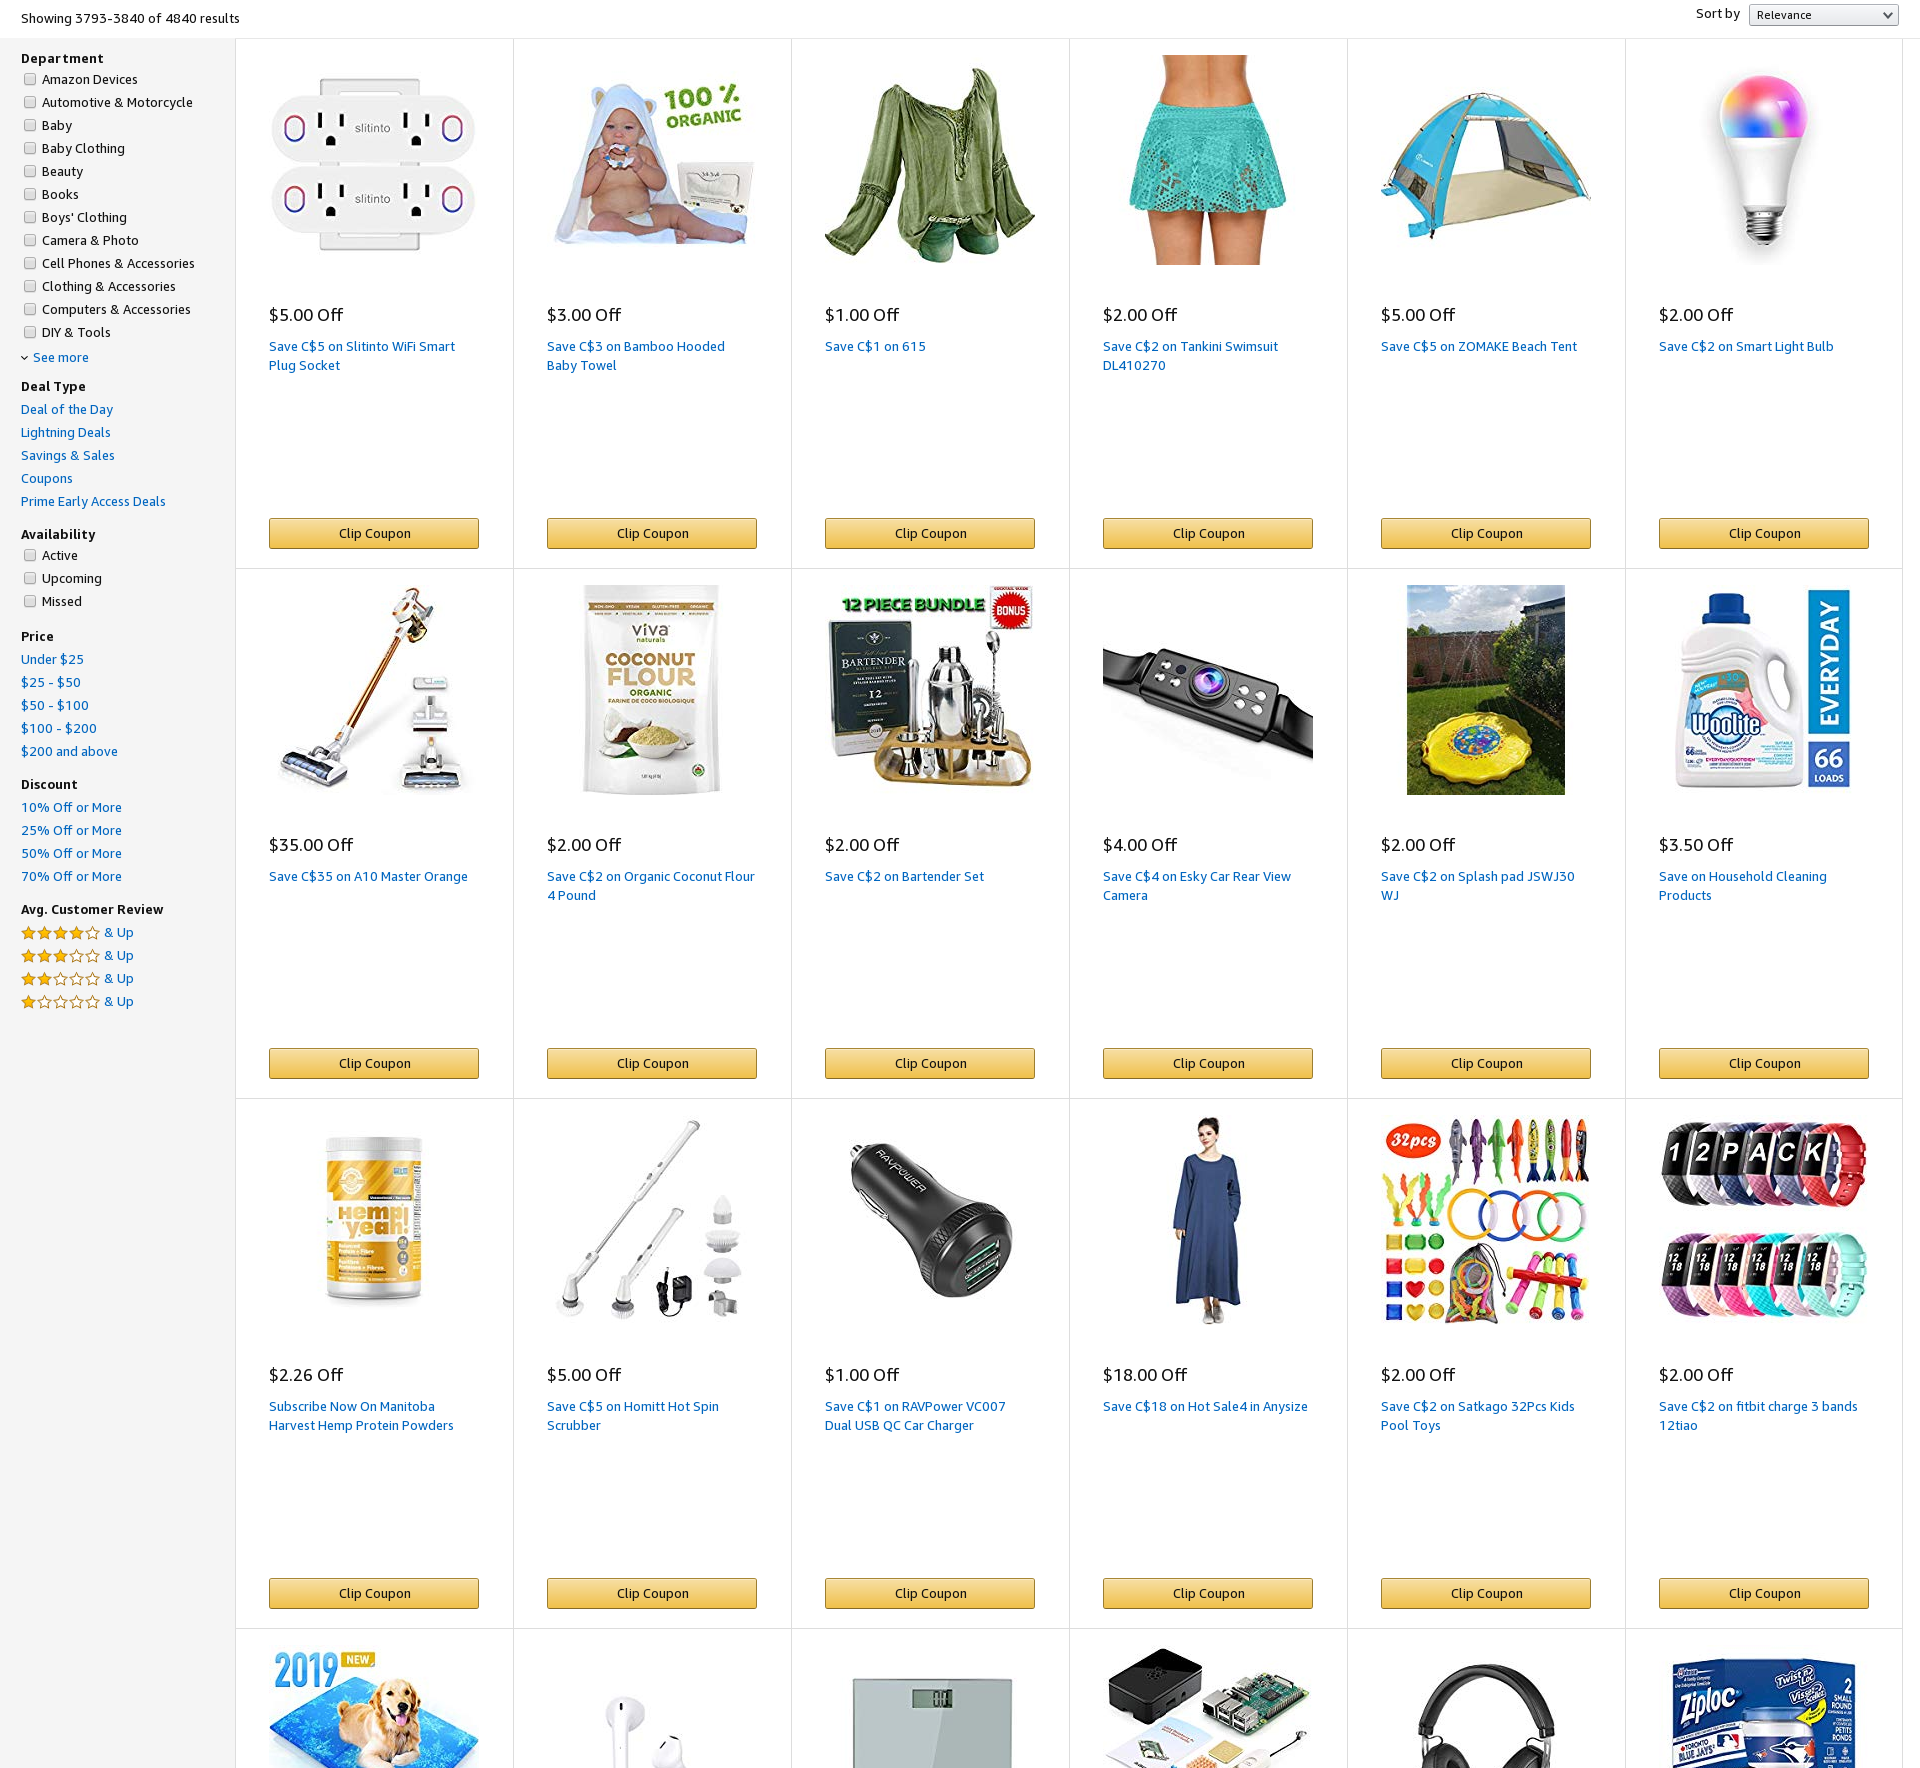 Showing 3793-3840 of 4840 results
Sort by Relevance
Department
Amazon Devices
Automotive & Motorcycle
Baby
Baby Clothing
Beauty
Books
Boys' Clothing
Camera & Photo
Cell Phones & Accessories
Clothing & Accessories
Computers & Accessories
DIY & Tools
See more
Deal Type
Deal of the Day
Lightning Deals
Savings & Sales
Coupons
Prime Early Access Deals
Availability
Active
Upcoming
Missed
Price
Under $25
$25 - $50
$50 - $100
$100 - $200
$200 and above
Discount
10% Off or More
25% Off or More
50% Off or More
70% Off or More
Avg. Customer Review
& Up
& Up
& Up
& Up
slitinto
slitinto
$5.00 Off
Save C$5 on Slitinto WiFi Smart
Plug Socket
Clip Coupon
100 %
ORGANIC
$3.00 Off
Save C$3 on Bamboo Hooded
Baby Towel
Clip Coupon
$1.00 Off
Save C$1 on 615
Clip Coupon
$2.00 Off
Save C$2 on Tankini Swimsuit
DL410270
Clip Coupon
$5.00 Off
Save C$5 on ZOMAKE Beach Tent
Clip Coupon
$2.00 Off
Save C$2 on Smart Light Bulb
Clip Coupon
$35.00 Off
Save C$35 on A10 Master Orange
Clip Coupon
viva
naturals
COCONUT
FLOUR
ORGANIC
FARINE DE COCO BIOLOGIQUE
$2.00 Off
Save C$2 on Organic Coconut Flour
4 Pound
Clip Coupon
12 PIECE BUNDLE
BONUS
BARTENDER
12
$2.00 Off
Save C$2 on Bartender Set
Clip Coupon
$4.00 Off
Save C$4 on Esky Car Rear View
Camera
Clip Coupon
$2.00 Off
Save C$2 on Splash pad JSWJ30
WJ
Clip Coupon
Woolite
EVERYDAY
66
LOADS
$3.50 Off
Save on Household Cleaning
Products
Clip Coupon
Hemp
yeah!
$2.26 Off
Subscribe Now On Manitoba
Harvest Hemp Protein Powders
Clip Coupon
$5.00 Off
Save C$5 on Homitt Hot Spin
Scrubber
Clip Coupon
RAVPOWER
$1.00 Off
Save C$1 on RAVPower VC007
Dual USB QC Car Charger
Clip Coupon
$18.00 Off
Save C$18 on Hot Sale4 in Anysize
Clip Coupon
32pcs
$2.00 Off
Save C$2 on Satkago 32Pcs Kids
Pool Toys
Clip Coupon
12PACK
12 18 12 18 12 18 12 18 12 18
$2.00 Off
Save C$2 on fitbit charge 3 bands
12tiao
Clip Coupon
2019 NEW
Ziploc
Twist n
Loc
2
SMALL
ROUND
PETITS
RONDS
TORONTO
BLUE JAYS